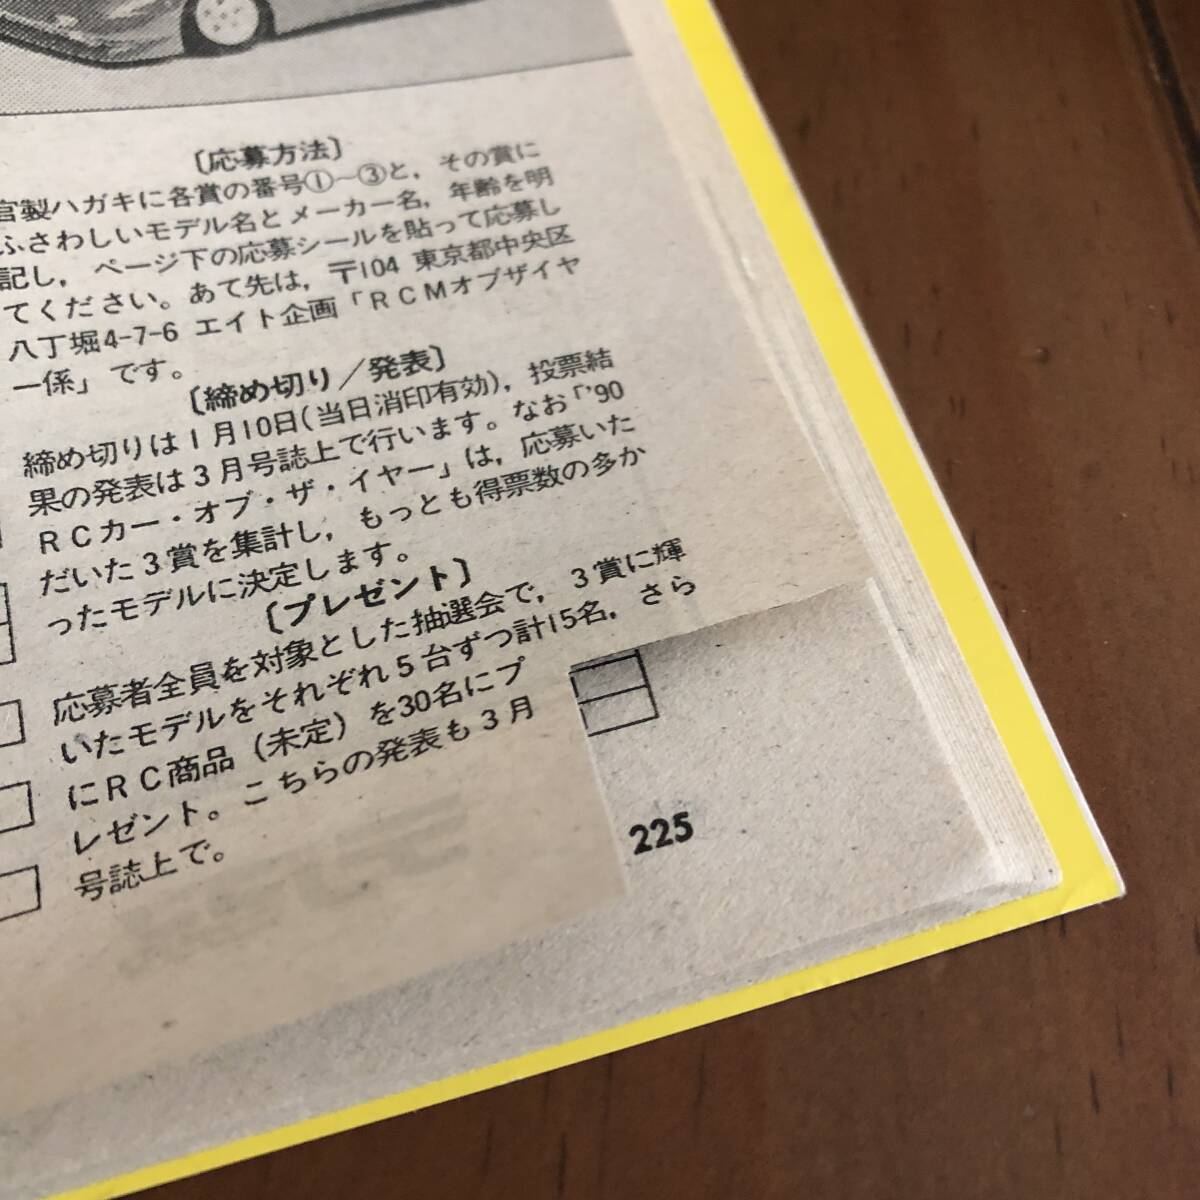 〔応募方法〕
官製ハガキに各賞の番号①〜③と，その賞に
ふさわしいモデル名とメーカー名，年齢を明
記し，ページ下の応募シールを貼って応募し
てください。あて先は，〒104 東京都中央区
八丁堀4-7-6 エイト企画「ＲＣＭオブザイヤ
ー係」です。
〔締め切り／発表〕
締め切りは１月10日(当日消印有効)，投票結
果の発表は３月号誌上で行います。なお「'90
ＲＣカー・オブ・ザ・イヤー」は，応募いた
だいた３賞を集計し，もっとも得票数の多か
ったモデルに決定します。
〔プレゼント〕
応募者全員を対象とした抽選会で，３賞に輝
いたモデルをそれぞれ５台ずつ計15名，さら
にＲＣ商品（未定）を30名にプ
レゼント。こちらの発表も３月
号誌上で。
225